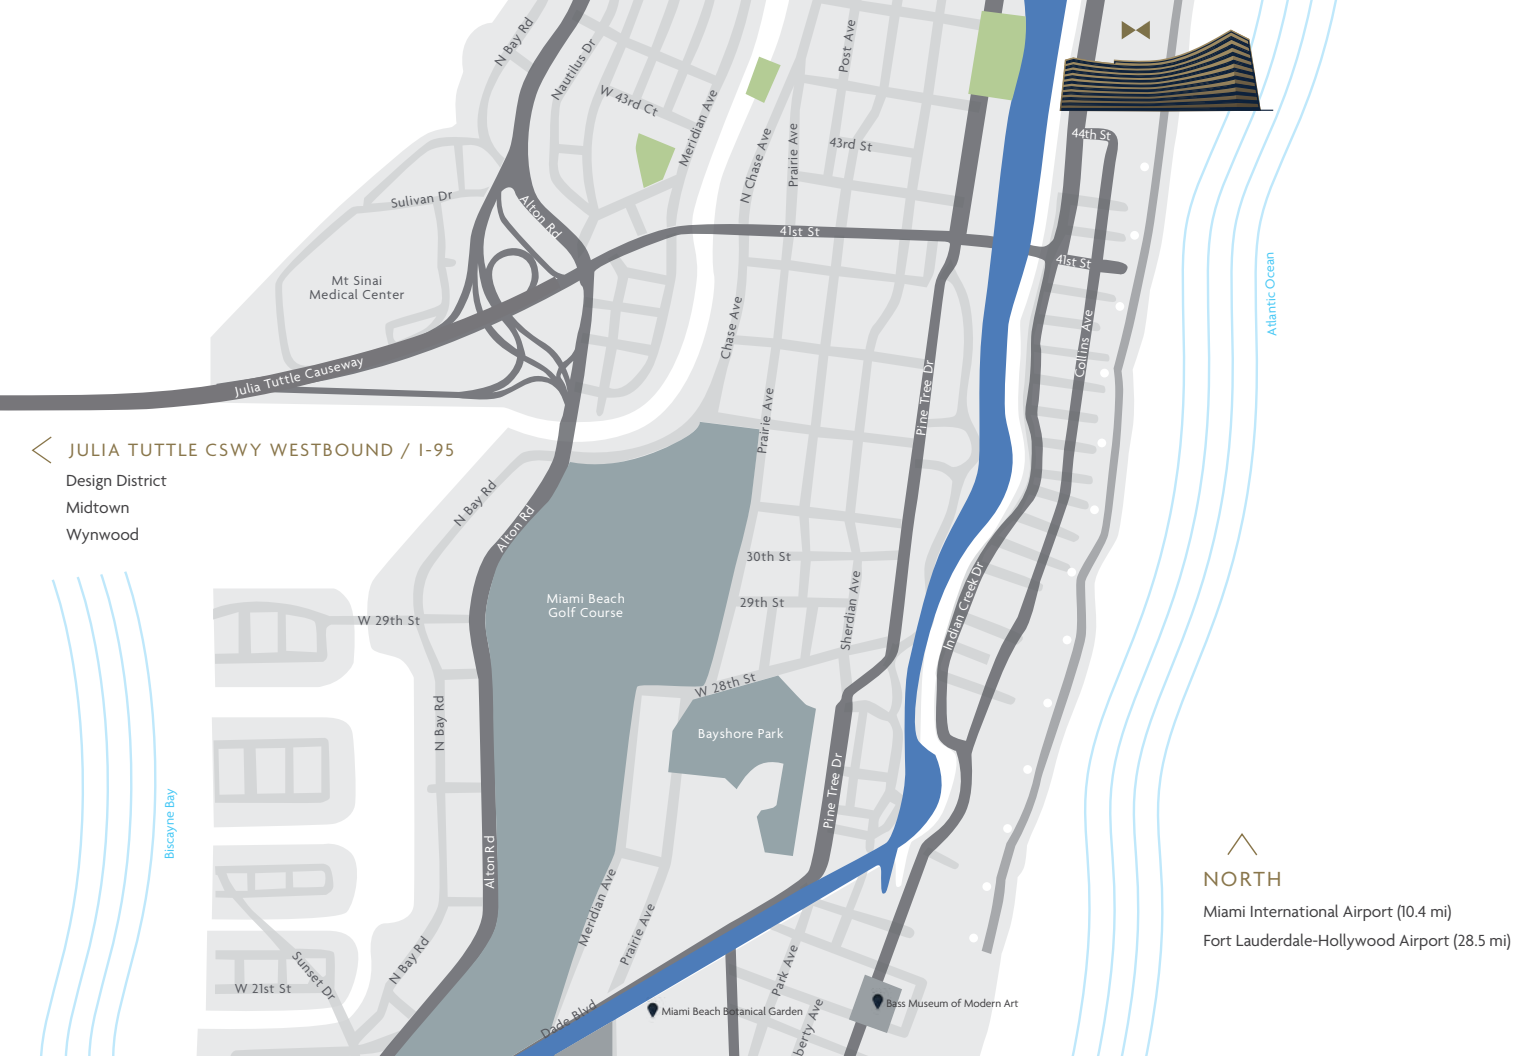 N Bay Rd
Nautilus Dr
Post Ave
W 43rd Ct
Meridian Ave
N Chase Ave
Prairie Ave
43rd St
44th St
Sulivan Dr
Alton Rd
41st St
41st St
Atlantic Ocean
Mt Sinai
Medical Center
Chase Ave
Collins Ave
Julia Tuttle Causeway
Pine Tree Dr
Prairie Ave
JULIA TUTTLE CSWY WESTBOUND / I-95
Design District
Midtown
Wynwood
N Bay Rd
Alton Rd
30th St
29th St
Sherdian Ave
Indian Creek Dr
Miami Beach
Golf Course
W 29th St
W 28th St
N Bay Rd
Bayshore Park
Pine Tree Dr
Biscayne Bay
Alton Rd
NORTH
Miami International Airport (10.4 mi)
Fort Lauderdale-Hollywood Airport (28.5 mi)
Meridian Ave
Prairie Ave
N Bay Rd
Sunset Dr
W 21st St
Park Ave
Dade Blvd
Miami Beach Botanical Garden
Bass Museum of Modern Art
berty Ave